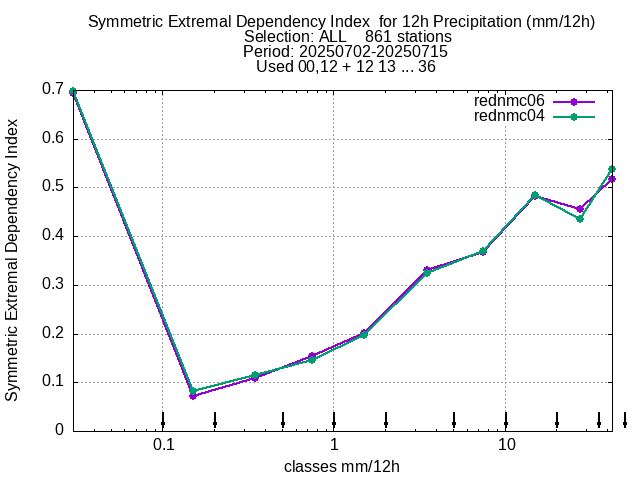 Symmetric Extremal Dependency Index  for 12h Precipitation (mm/12h)
Selection: ALL    861 stations
Period: 20250702-20250715
Used 00,12 + 12 13 ... 36
rednmc06
rednmc04
Symmetric Extremal Dependency Index
0.7
0.6
0.5
0.4
0.3
0.2
0.1
0
0.1 1 10
classes mm/12h